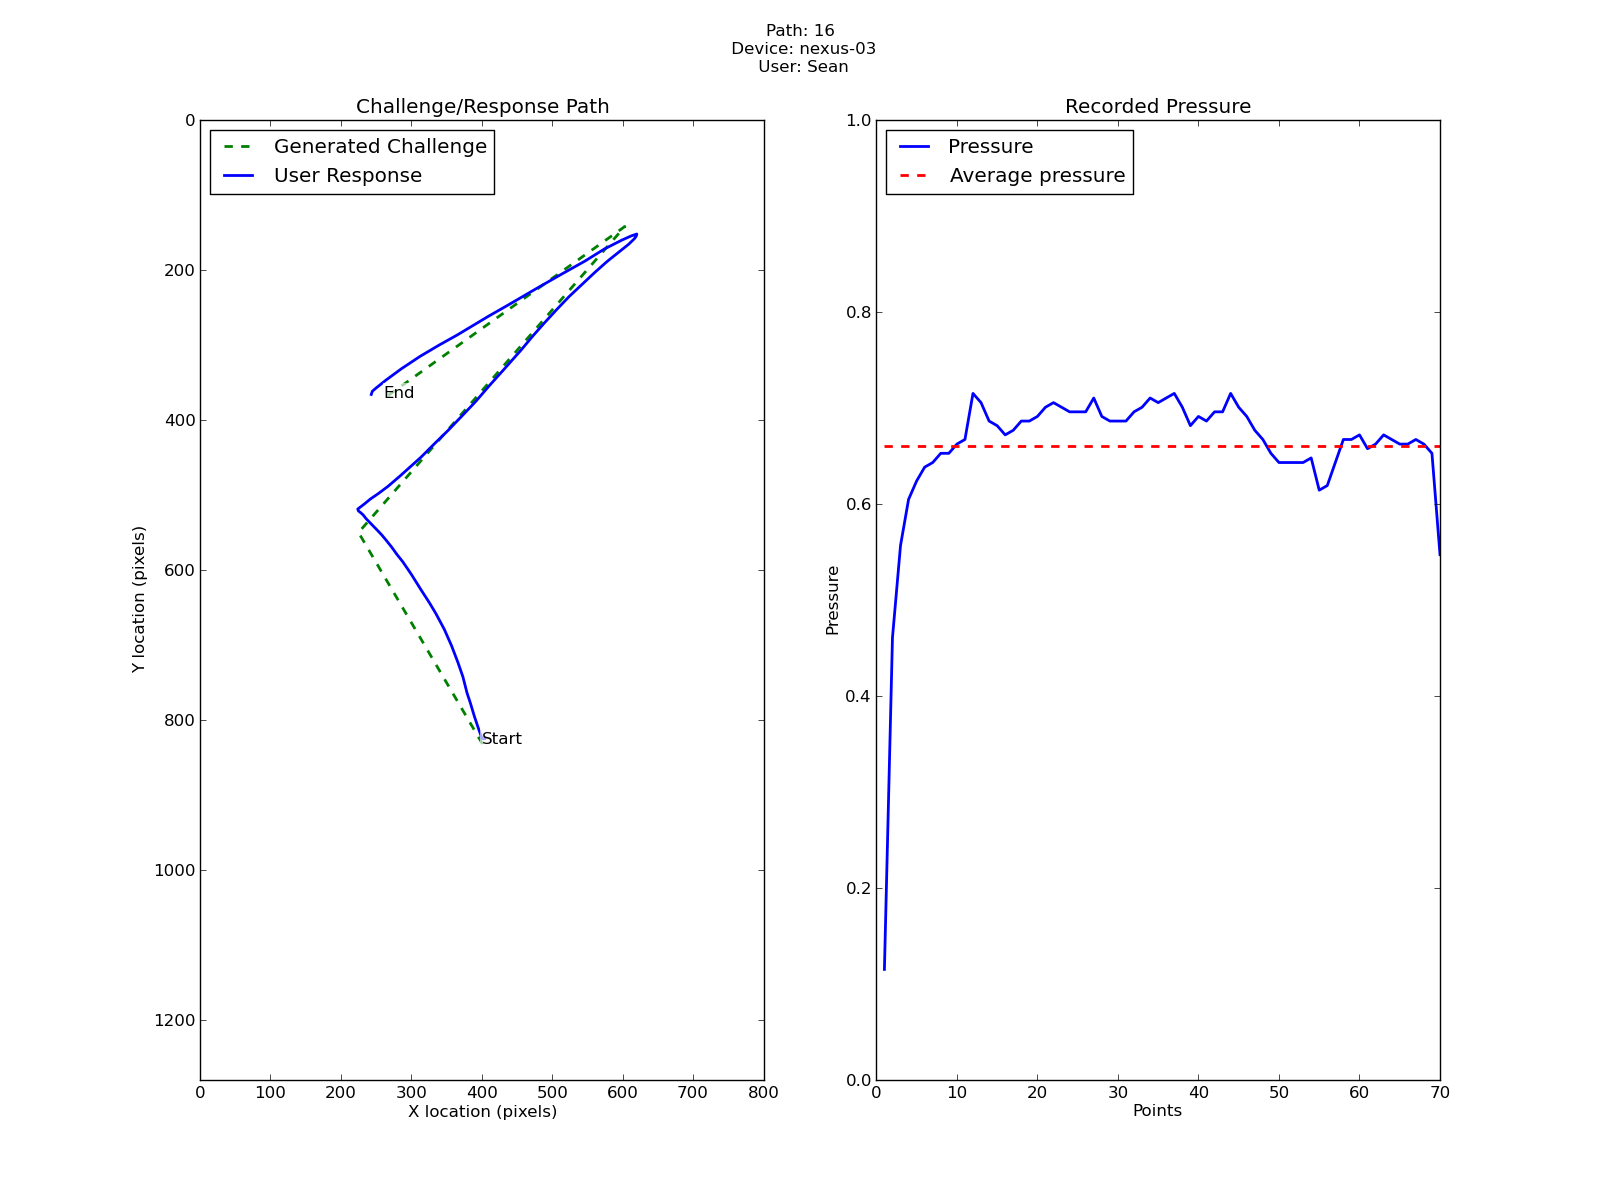 Path: 16
Device: nexus-03
User: Sean
Challenge/Response Path
Generated Challenge
User Response
0
200
400
600
800
1000
1200
Y location (pixels)
End
Start
0 100 200 300 400 500 600 700 800
X location (pixels)
Recorded Pressure
Pressure
Average pressure
1.0
0.8
0.6
0.4
0.2
0.0
Pressure
0 10 20 30 40 50 60 70
Points